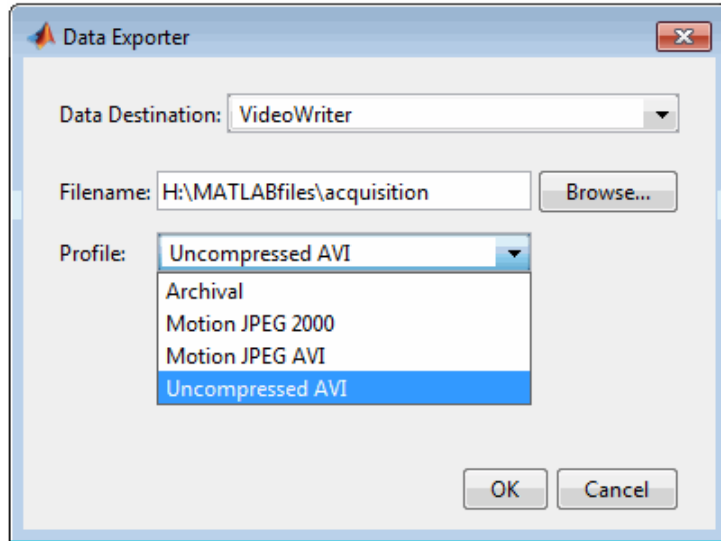 Data Exporter
Data Destination: VideoWriter
Filename: H:\MATLABfiles\acquisition Browse...
Profile: Uncompressed AVI
Archival
Motion JPEG 2000
Motion JPEG AVI
Uncompressed AVI
OK Cancel